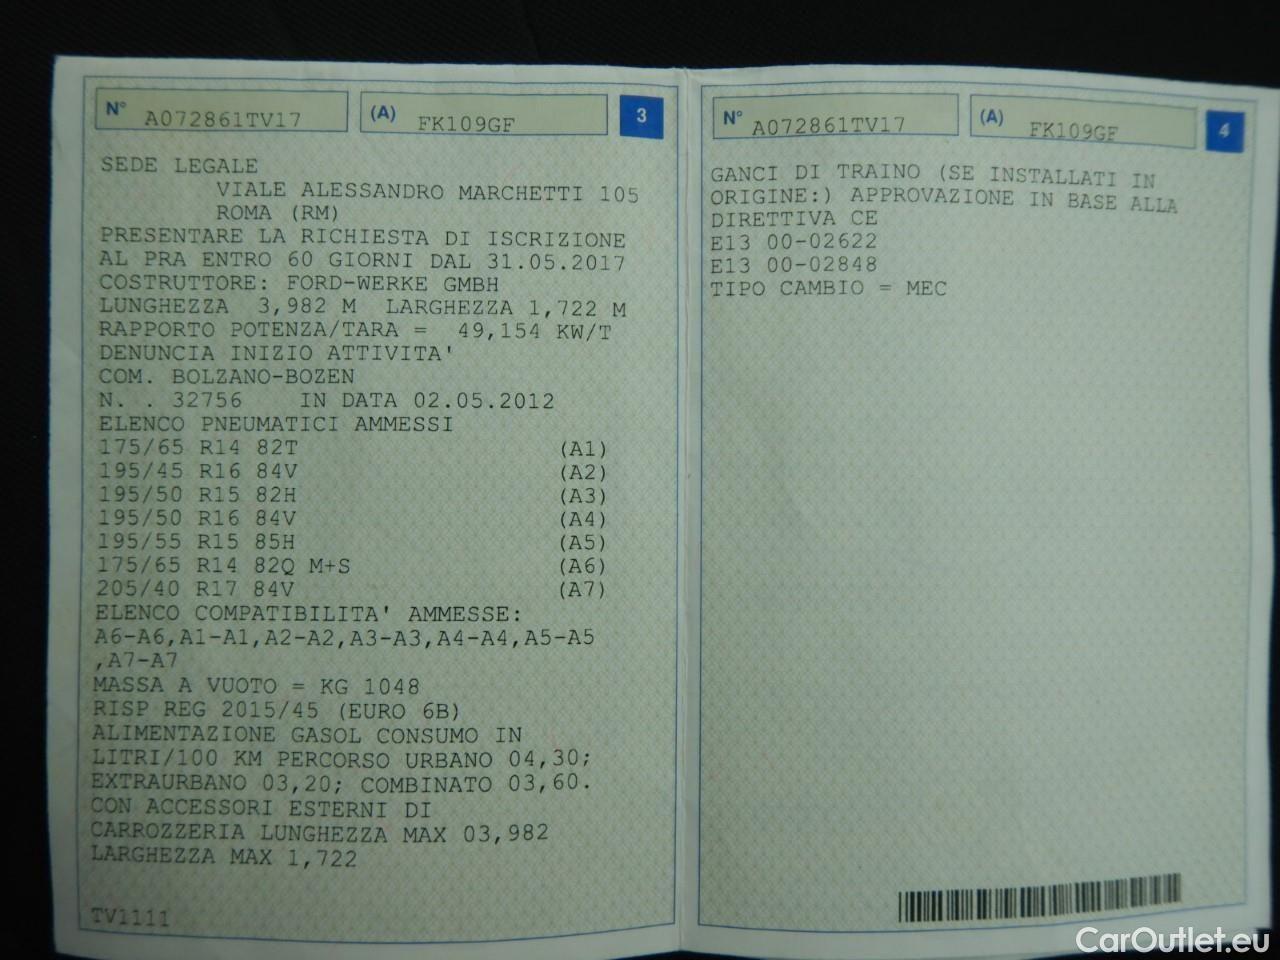 N° A072861TV17 (A) FK109GF 3
SEDE LEGALE
VIALE ALESSANDRO MARCHETTI 105
ROMA (RM)
PRESENTARE LA RICHIESTA DI ISCRIZIONE
AL PRA ENTRO 60 GIORNI DAL 31.05.2017
COSTRUTTORE: FORD-WERKE GMBH
LUNGHEZZA 3,982 M LARGHEZZA 1,722 M
RAPPORTO POTENZA/TARA = 49,154 KW/T
DENUNCIA INIZIO ATTIVITA'
COM. BOLZANO-BOZEN
N. . 32756 IN DATA 02.05.2012
ELENCO PNEUMATICI AMMESSI
175/65 R14 82T (A1)
195/45 R16 84V (A2)
195/50 R15 82H (A3)
195/50 R16 84V (A4)
195/55 R15 85H (A5)
175/65 R14 82Q M+S (A6)
205/40 R17 84V (A7)
ELENCO COMPATIBILITA' AMMESSE:
A6-A6,A1-A1,A2-A2,A3-A3,A4-A4,A5-A5
,A7-A7
MASSA A VUOTO = KG 1048
RISP REG 2015/45 (EURO 6B)
ALIMENTAZIONE GASOL CONSUMO IN
LITRI/100 KM PERCORSO URBANO 04,30;
EXTRAURBANO 03,20; COMBINATO 03,60.
CON ACCESSORI ESTERNI DI
CARROZZERIA LUNGHEZZA MAX 03,982
LARGHEZZA MAX 1,722
TV1111
N° A072861TV17 (A) FK109GF 4
GANCI DI TRAINO (SE INSTALLATI IN
ORIGINE:) APPROVAZIONE IN BASE ALLA
DIRETTIVA CE
E13 00-02622
E13 00-02848
TIPO CAMBIO = MEC
CarOutlet.eu